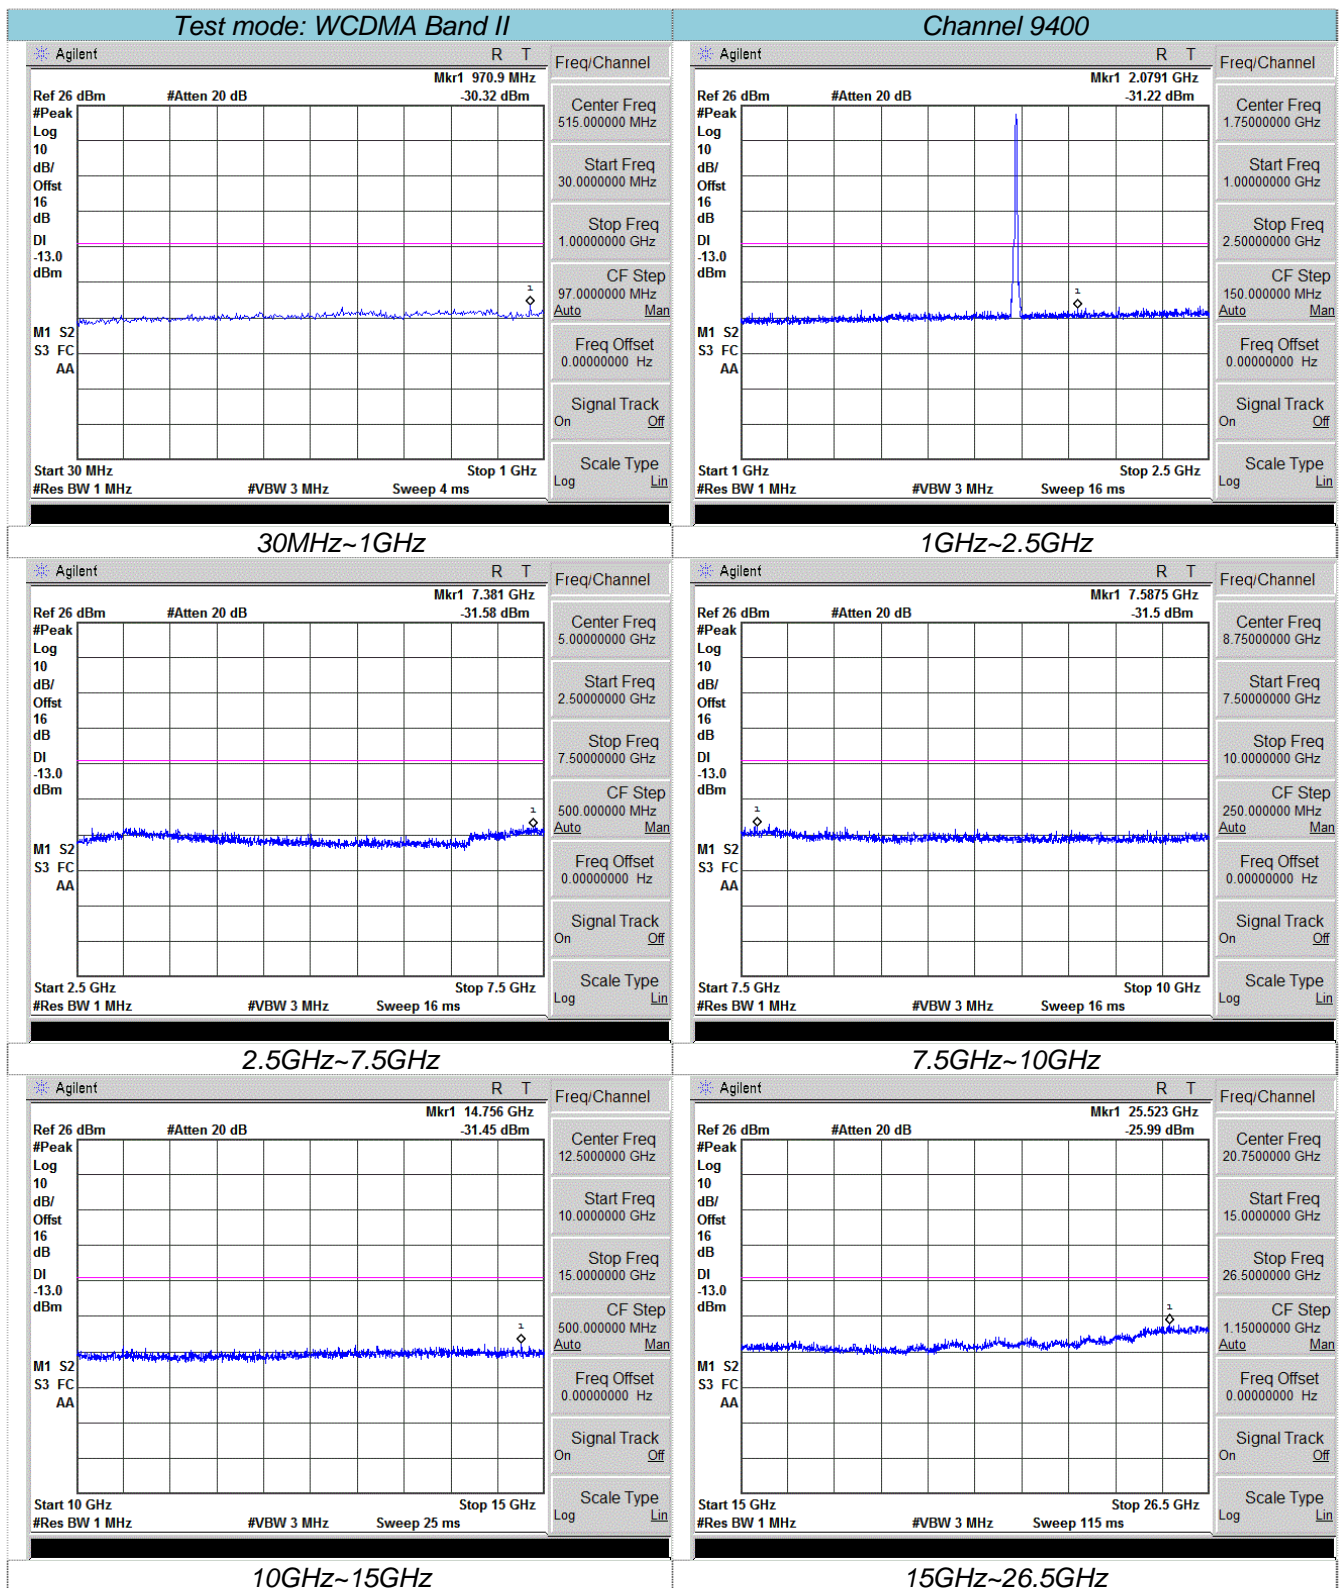 Test mode: WCDMA Band II
Channel 9400
Agilent
R T
Mkr1 970.9 MHz
Ref 26 dBm #Atten 20 dB -30.32 dBm
#Peak
Log
10
dB/
Offst
16
dB
DI
-13.0
dBm
1
M1 S2
S3 FC
AA
Start 30 MHz Stop 1 GHz
#Res BW 1 MHz #VBW 3 MHz Sweep 4 ms
Freq/Channel
Center Freq
515.000000 MHz
Start Freq
30.0000000 MHz
Stop Freq
1.00000000 GHz
CF Step
97.0000000 MHz
Auto Man
Freq Offset
0.00000000 Hz
Signal Track
On Off
Scale Type
Log Lin
Agilent
R T
Mkr1 2.0791 GHz
Ref 26 dBm #Atten 20 dB -31.22 dBm
#Peak
Log
10
dB/
Offst
16
dB
DI
-13.0
dBm
1
M1 S2
S3 FC
AA
Start 1 GHz Stop 2.5 GHz
#Res BW 1 MHz #VBW 3 MHz Sweep 16 ms
Freq/Channel
Center Freq
1.75000000 GHz
Start Freq
1.00000000 GHz
Stop Freq
2.50000000 GHz
CF Step
150.000000 MHz
Auto Man
Freq Offset
0.00000000 Hz
Signal Track
On Off
Scale Type
Log Lin
30MHz~1GHz
1GHz~2.5GHz
Agilent
R T
Mkr1 7.381 GHz
Ref 26 dBm #Atten 20 dB -31.58 dBm
#Peak
Log
10
dB/
Offst
16
dB
DI
-13.0
dBm
1
M1 S2
S3 FC
AA
Start 2.5 GHz Stop 7.5 GHz
#Res BW 1 MHz #VBW 3 MHz Sweep 16 ms
Freq/Channel
Center Freq
5.00000000 GHz
Start Freq
2.50000000 GHz
Stop Freq
7.50000000 GHz
CF Step
500.000000 MHz
Auto Man
Freq Offset
0.00000000 Hz
Signal Track
On Off
Scale Type
Log Lin
Agilent
R T
Mkr1 7.5875 GHz
Ref 26 dBm #Atten 20 dB -31.5 dBm
#Peak
Log
10
dB/
Offst
16
dB
DI
-13.0
dBm
1
M1 S2
S3 FC
AA
Start 7.5 GHz Stop 10 GHz
#Res BW 1 MHz #VBW 3 MHz Sweep 16 ms
Freq/Channel
Center Freq
8.75000000 GHz
Start Freq
7.50000000 GHz
Stop Freq
10.0000000 GHz
CF Step
250.000000 MHz
Auto Man
Freq Offset
0.00000000 Hz
Signal Track
On Off
Scale Type
Log Lin
2.5GHz~7.5GHz
7.5GHz~10GHz
Agilent
R T
Mkr1 14.756 GHz
Ref 26 dBm #Atten 20 dB -31.45 dBm
#Peak
Log
10
dB/
Offst
16
dB
DI
-13.0
dBm
1
M1 S2
S3 FC
AA
Start 10 GHz Stop 15 GHz
#Res BW 1 MHz #VBW 3 MHz Sweep 25 ms
Freq/Channel
Center Freq
12.5000000 GHz
Start Freq
10.0000000 GHz
Stop Freq
15.0000000 GHz
CF Step
500.000000 MHz
Auto Man
Freq Offset
0.00000000 Hz
Signal Track
On Off
Scale Type
Log Lin
Agilent
R T
Mkr1 25.523 GHz
Ref 26 dBm #Atten 20 dB -25.99 dBm
#Peak
Log
10
dB/
Offst
16
dB
DI
-13.0
dBm
1
M1 S2
S3 FC
AA
Start 15 GHz Stop 26.5 GHz
#Res BW 1 MHz #VBW 3 MHz Sweep 115 ms
Freq/Channel
Center Freq
20.7500000 GHz
Start Freq
15.0000000 GHz
Stop Freq
26.5000000 GHz
CF Step
1.15000000 GHz
Auto Man
Freq Offset
0.00000000 Hz
Signal Track
On Off
Scale Type
Log Lin
10GHz~15GHz
15GHz~26.5GHz